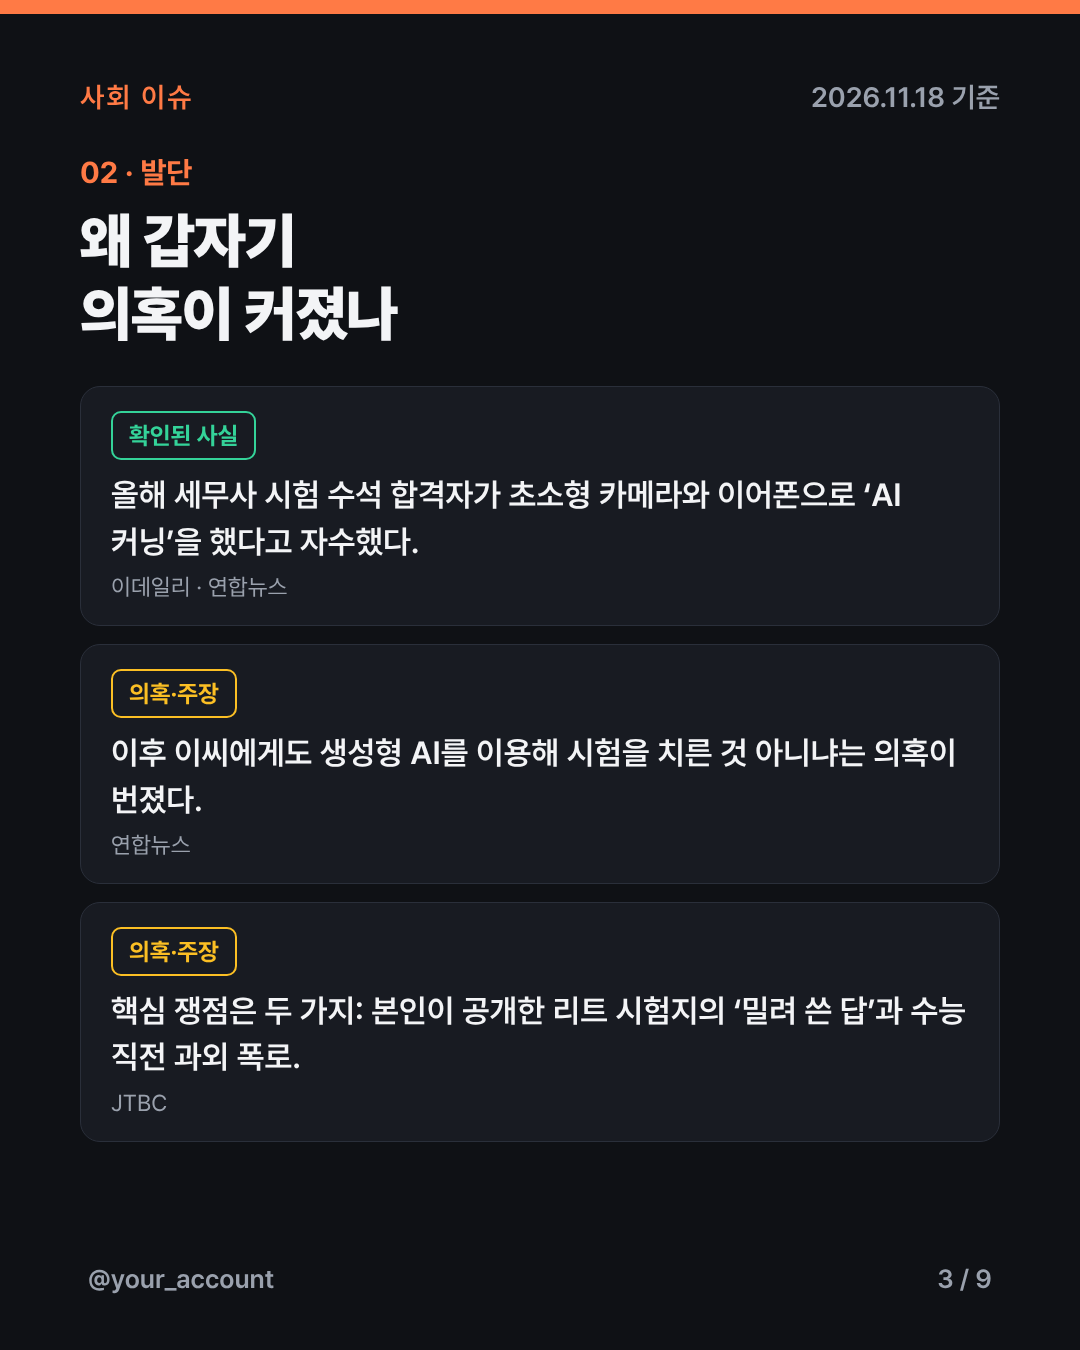 사회 이슈
2026.11.18 기준
02 · 발단
왜 갑자기
의혹이 커졌나
확인된 사실
올해 세무사 시험 수석 합격자가 초소형 카메라와 이어폰으로 ‘AI
커닝’을 했다고 자수했다.
이데일리 · 연합뉴스
의혹·주장
이후 이씨에게도 생성형 AI를 이용해 시험을 치른 것 아니냐는 의혹이
번졌다.
연합뉴스
의혹·주장
핵심 쟁점은 두 가지: 본인이 공개한 리트 시험지의 ‘밀려 쓴 답’과 수능
직전 과외 폭로.
JTBC
@your_account
3 / 9